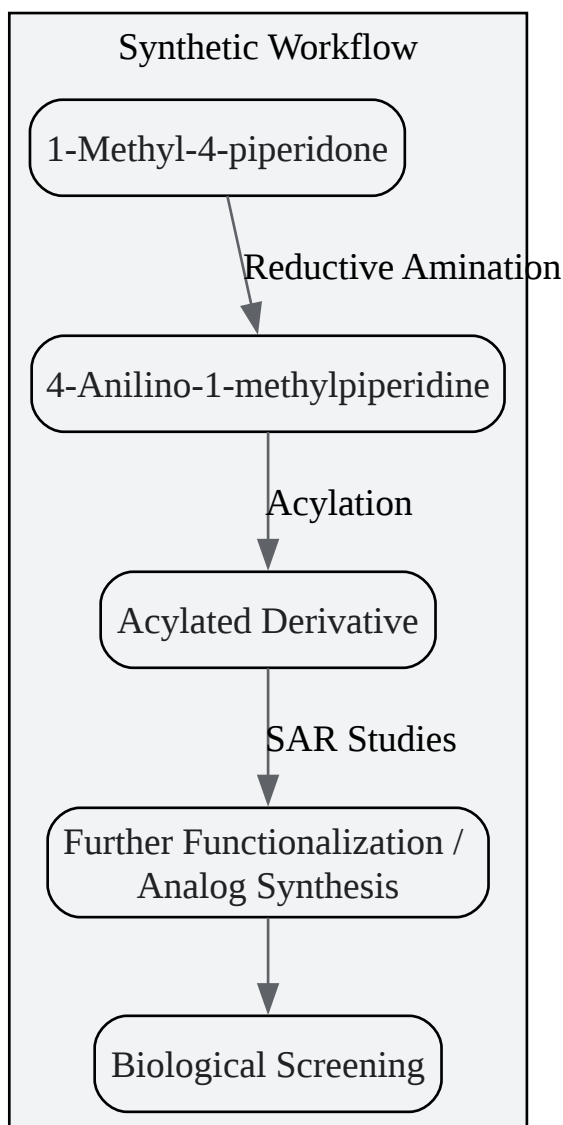 Synthetic Workflow
1-Methyl-4-piperidone
Reductive Amination
4-Anilino-1-methylpiperidine
Acylation
Acylated Derivative
SAR Studies
Further Functionalization /
Analog Synthesis
Biological Screening